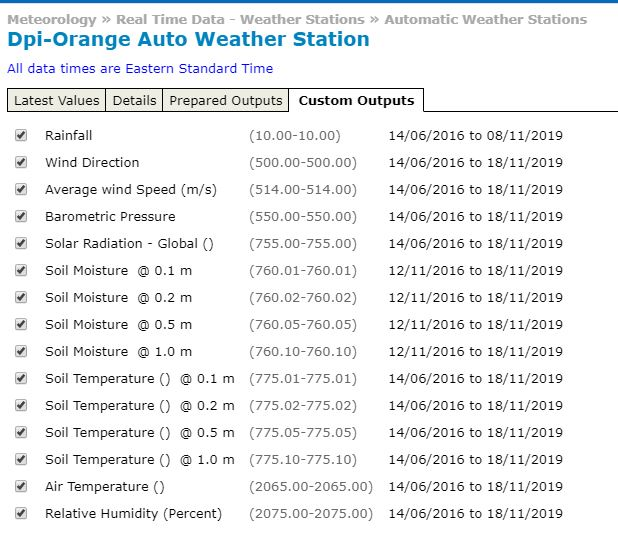 Meteorology » Real Time Data - Weather Stations » Automatic Weather Stations
Dpi-Orange Auto Weather Station
All data times are Eastern Standard Time
Latest Values Details Prepared Outputs Custom Outputs
Rainfall (10.00-10.00) 14/06/2016 to 08/11/2019
Wind Direction (500.00-500.00) 14/06/2016 to 18/11/2019
Average wind Speed (m/s) (514.00-514.00) 14/06/2016 to 18/11/2019
Barometric Pressure (550.00-550.00) 14/06/2016 to 18/11/2019
Solar Radiation - Global () (755.00-755.00) 14/06/2016 to 18/11/2019
Soil Moisture @ 0.1 m (760.01-760.01) 12/11/2016 to 18/11/2019
Soil Moisture @ 0.2 m (760.02-760.02) 12/11/2016 to 18/11/2019
Soil Moisture @ 0.5 m (760.05-760.05) 12/11/2016 to 18/11/2019
Soil Moisture @ 1.0 m (760.10-760.10) 12/11/2016 to 18/11/2019
Soil Temperature () @ 0.1 m (775.01-775.01) 14/06/2016 to 18/11/2019
Soil Temperature () @ 0.2 m (775.02-775.02) 14/06/2016 to 18/11/2019
Soil Temperature () @ 0.5 m (775.05-775.05) 14/06/2016 to 18/11/2019
Soil Temperature () @ 1.0 m (775.10-775.10) 14/06/2016 to 18/11/2019
Air Temperature () (2065.00-2065.00) 14/06/2016 to 18/11/2019
Relative Humidity (Percent) (2075.00-2075.00) 14/06/2016 to 18/11/2019